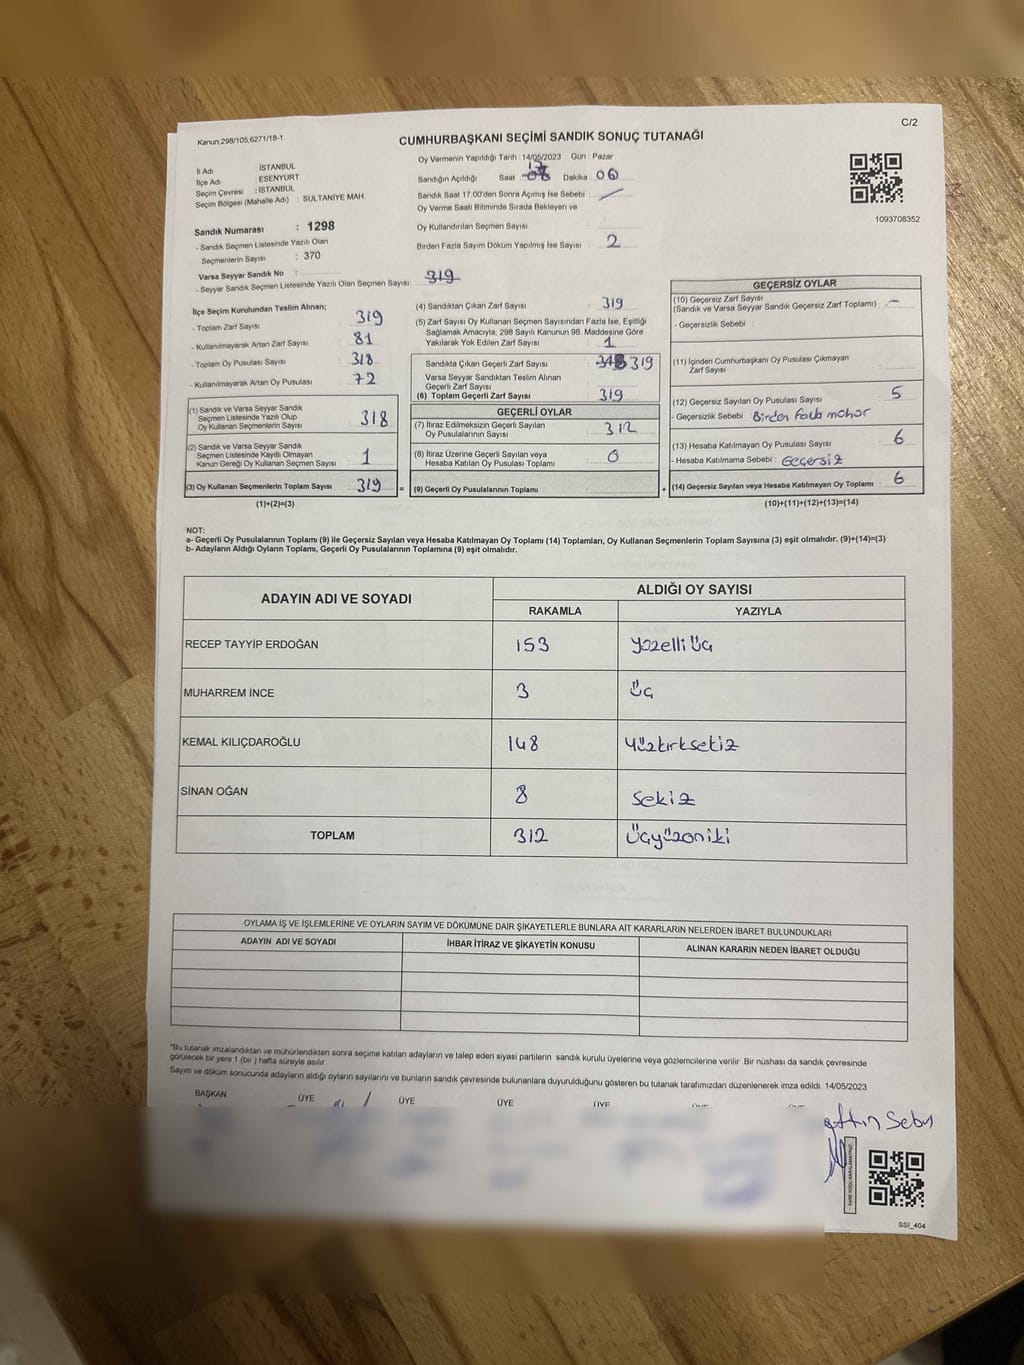 C/2
Kanun,298/105;6271/18-1
CUMHURBAŞKANI SEÇİMİ SANDIK SONUÇ TUTANAĞI
İl Adı : İSTANBUL
İlçe Adı : ESENYURT
Seçim Çevresi : İSTANBUL
Seçim Bölgesi (Mahalle Adı) : SULTANİYE MAH.
Oy Vermenin Yapıldığı Tarih : 14/05/2023 Gün : Pazar
Sandığın Açıldığı Saat : 17 Dakika : 06
Sandık Saat 17.00'den Sonra Açımış İse Sebebi :
Oy Verme Saati Bitiminde Sırada Bekleyen ve
Oy Kullandırılan Seçmen Sayısı :
Birden Fazla Sayım Döküm Yapılmış İse Sayısı : 2
1093708352
Sandık Numarası : 1298
- Sandık Seçmen Listesinde Yazılı Olan
Seçmenlerin Sayısı : 370
Varsa Seyyar Sandık No :
- Seyyar Sandık Seçmen Listesinde Yazılı Olan Seçmen Sayısı: 319
İlçe Seçim Kurulundan Teslim Alınan;
- Toplam Zarf Sayısı : 319
- Kullanılmayarak Artan Zarf Sayısı : 81
- Toplam Oy Pusulası Sayısı : 318
- Kullanılmayarak Artan Oy Pusulası : 72
(1) Sandık ve Varsa Seyyar Sandık
Seçmen Listesinde Yazılı Olup
Oy Kullanan Seçmenlerin Sayısı : 318
(2) Sandık ve Varsa Seyyar Sandık
Seçmen Listesinde Kayıtlı Olmayan
Kanun Gereği Oy Kullanan Seçmen Sayısı : 1
(3) Oy Kullanan Seçmenlerin Toplam Sayısı : 319
(1)+(2)=(3)
(4) Sandıktan Çıkan Zarf Sayısı : 319
(5) Zarf Sayısı Oy Kullanan Seçmen Sayısından Fazla İse, Eşitliği
Sağlamak Amacıyla, 298 Sayılı Kanunun 98. Maddesine Göre
Yakılarak Yok Edilen Zarf Sayısı : 1
Sandıkta Çıkan Geçerli Zarf Sayısı : 319
Varsa Seyyar Sandıktan Teslim Alınan
Geçerli Zarf Sayısı :
(6) Toplam Geçerli Zarf Sayısı : 319
GEÇERLİ OYLAR
(7) İtiraz Edilmeksizin Geçerli Sayılan
Oy Pusulalarının Sayısı : 312
(8) İtiraz Üzerine Geçerli Sayılan veya
Hesaba Katılan Oy Pusulası Toplamı : 0
= (9) Geçerli Oy Pusulalarının Toplamı : +
GEÇERSİZ OYLAR
(10) Geçersiz Zarf Sayısı
(Sandık ve Varsa Seyyar Sandık Geçersiz Zarf Toplamı) : -
- Geçersizlik Sebebi :
(11) İçinden Cumhurbaşkanı Oy Pusulası Çıkmayan
Zarf Sayısı :
(12) Geçersiz Sayılan Oy Pusulası Sayısı : 5
- Geçersizlik Sebebi : Birden fazla mohor
(13) Hesaba Katılmayan Oy Pusulası Sayısı : 6
- Hesaba Katılmama Sebebi : Geçersiz
(14) Geçersiz Sayılan veya Hesaba Katılmayan Oy Toplamı : 6
(10)+(11)+(12)+(13)=(14)
NOT:
a- Geçerli Oy Pusulalarının Toplamı (9) ile Geçersiz Sayılan veya Hesaba Katılmayan Oy Toplamı (14) Toplamları, Oy Kullanan Seçmenlerin Toplam Sayısına (3) eşit olmalıdır. (9)+(14)=(3)
b- Adayların Aldığı Oyların Toplamı, Geçerli Oy Pusulalarının Toplamına (9) eşit olmalıdır.
ADAYIN ADI VE SOYADI ALDIĞI OY SAYISI
RAKAMLA YAZIYLA
RECEP TAYYİP ERDOĞAN 153 yüzelli üç
MUHARREM İNCE 3 Üç
KEMAL KILIÇDAROĞLU 148 Yüzkırksekiz
SİNAN OĞAN 8 Sekiz
TOPLAM 312 Üçyüzoniki
OYLAMA İŞ VE İŞLEMLERİNE VE OYLARIN SAYIM VE DÖKÜMÜNE DAİR ŞİKAYETLERLE BUNLARA AİT KARARLARIN NELERDEN İBARET BULUNDUKLARI
ADAYIN ADI VE SOYADI İHBAR İTİRAZ VE ŞİKAYETİN KONUSU ALINAN KARARIN NEDEN İBARET OLDUĞU
"Bu tutanak imzalandıktan ve mühürlendikten sonra seçime katılan adayların ve talep eden siyasi partilerin sandık kurulu üyelerine veya gözlemcilerine verilir. Bir nüshası da sandık çevresinde
görülecek bir yere 1 (bir ) hafta süreyle asılır.
Sayım ve döküm sonucunda adayların aldığı oyların sayılarını ve bunların sandık çevresinde bulunanlara duyurulduğunu gösteren bu tutanak tarafımızdan düzenlenerek imza edildi. 14/05/2023
BAŞKAN ÜYE ÜYE ÜYE ÜYE
SSI_404